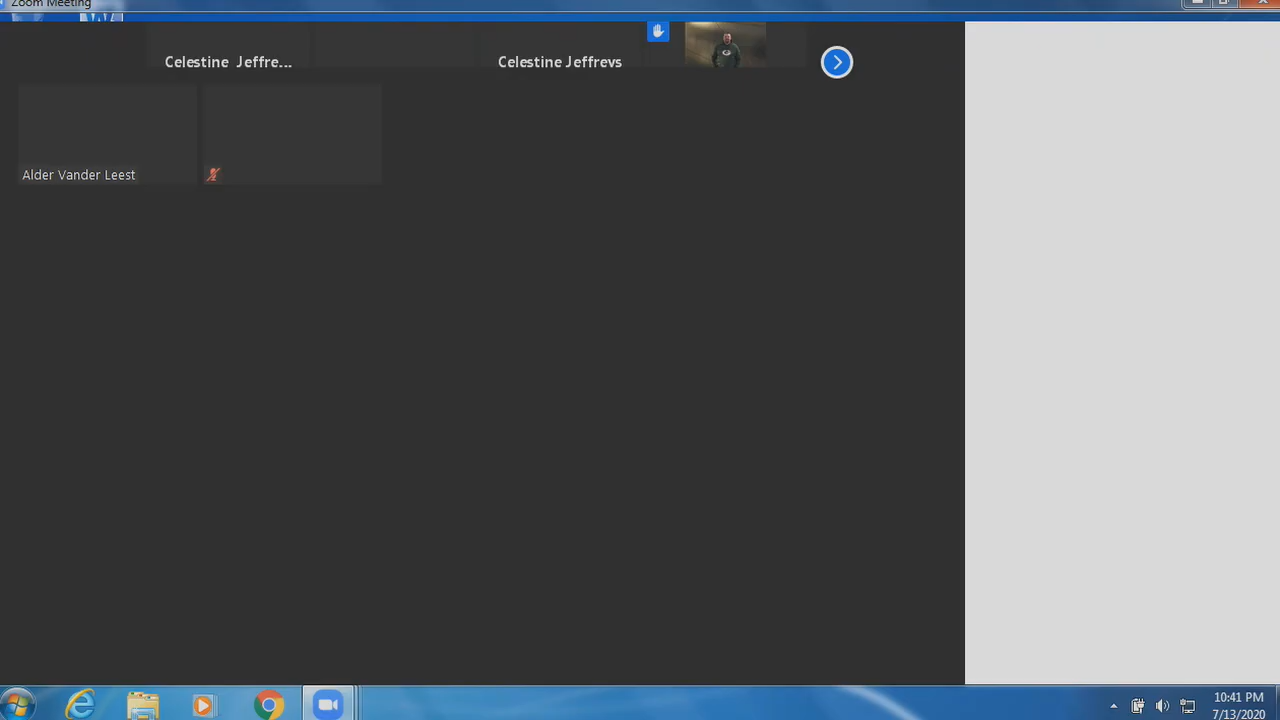 Zoom Meeting
Celestine Jeffre...
Celestine Jeffreys
Alder Vander Leest
10:41 PM
7/13/2020